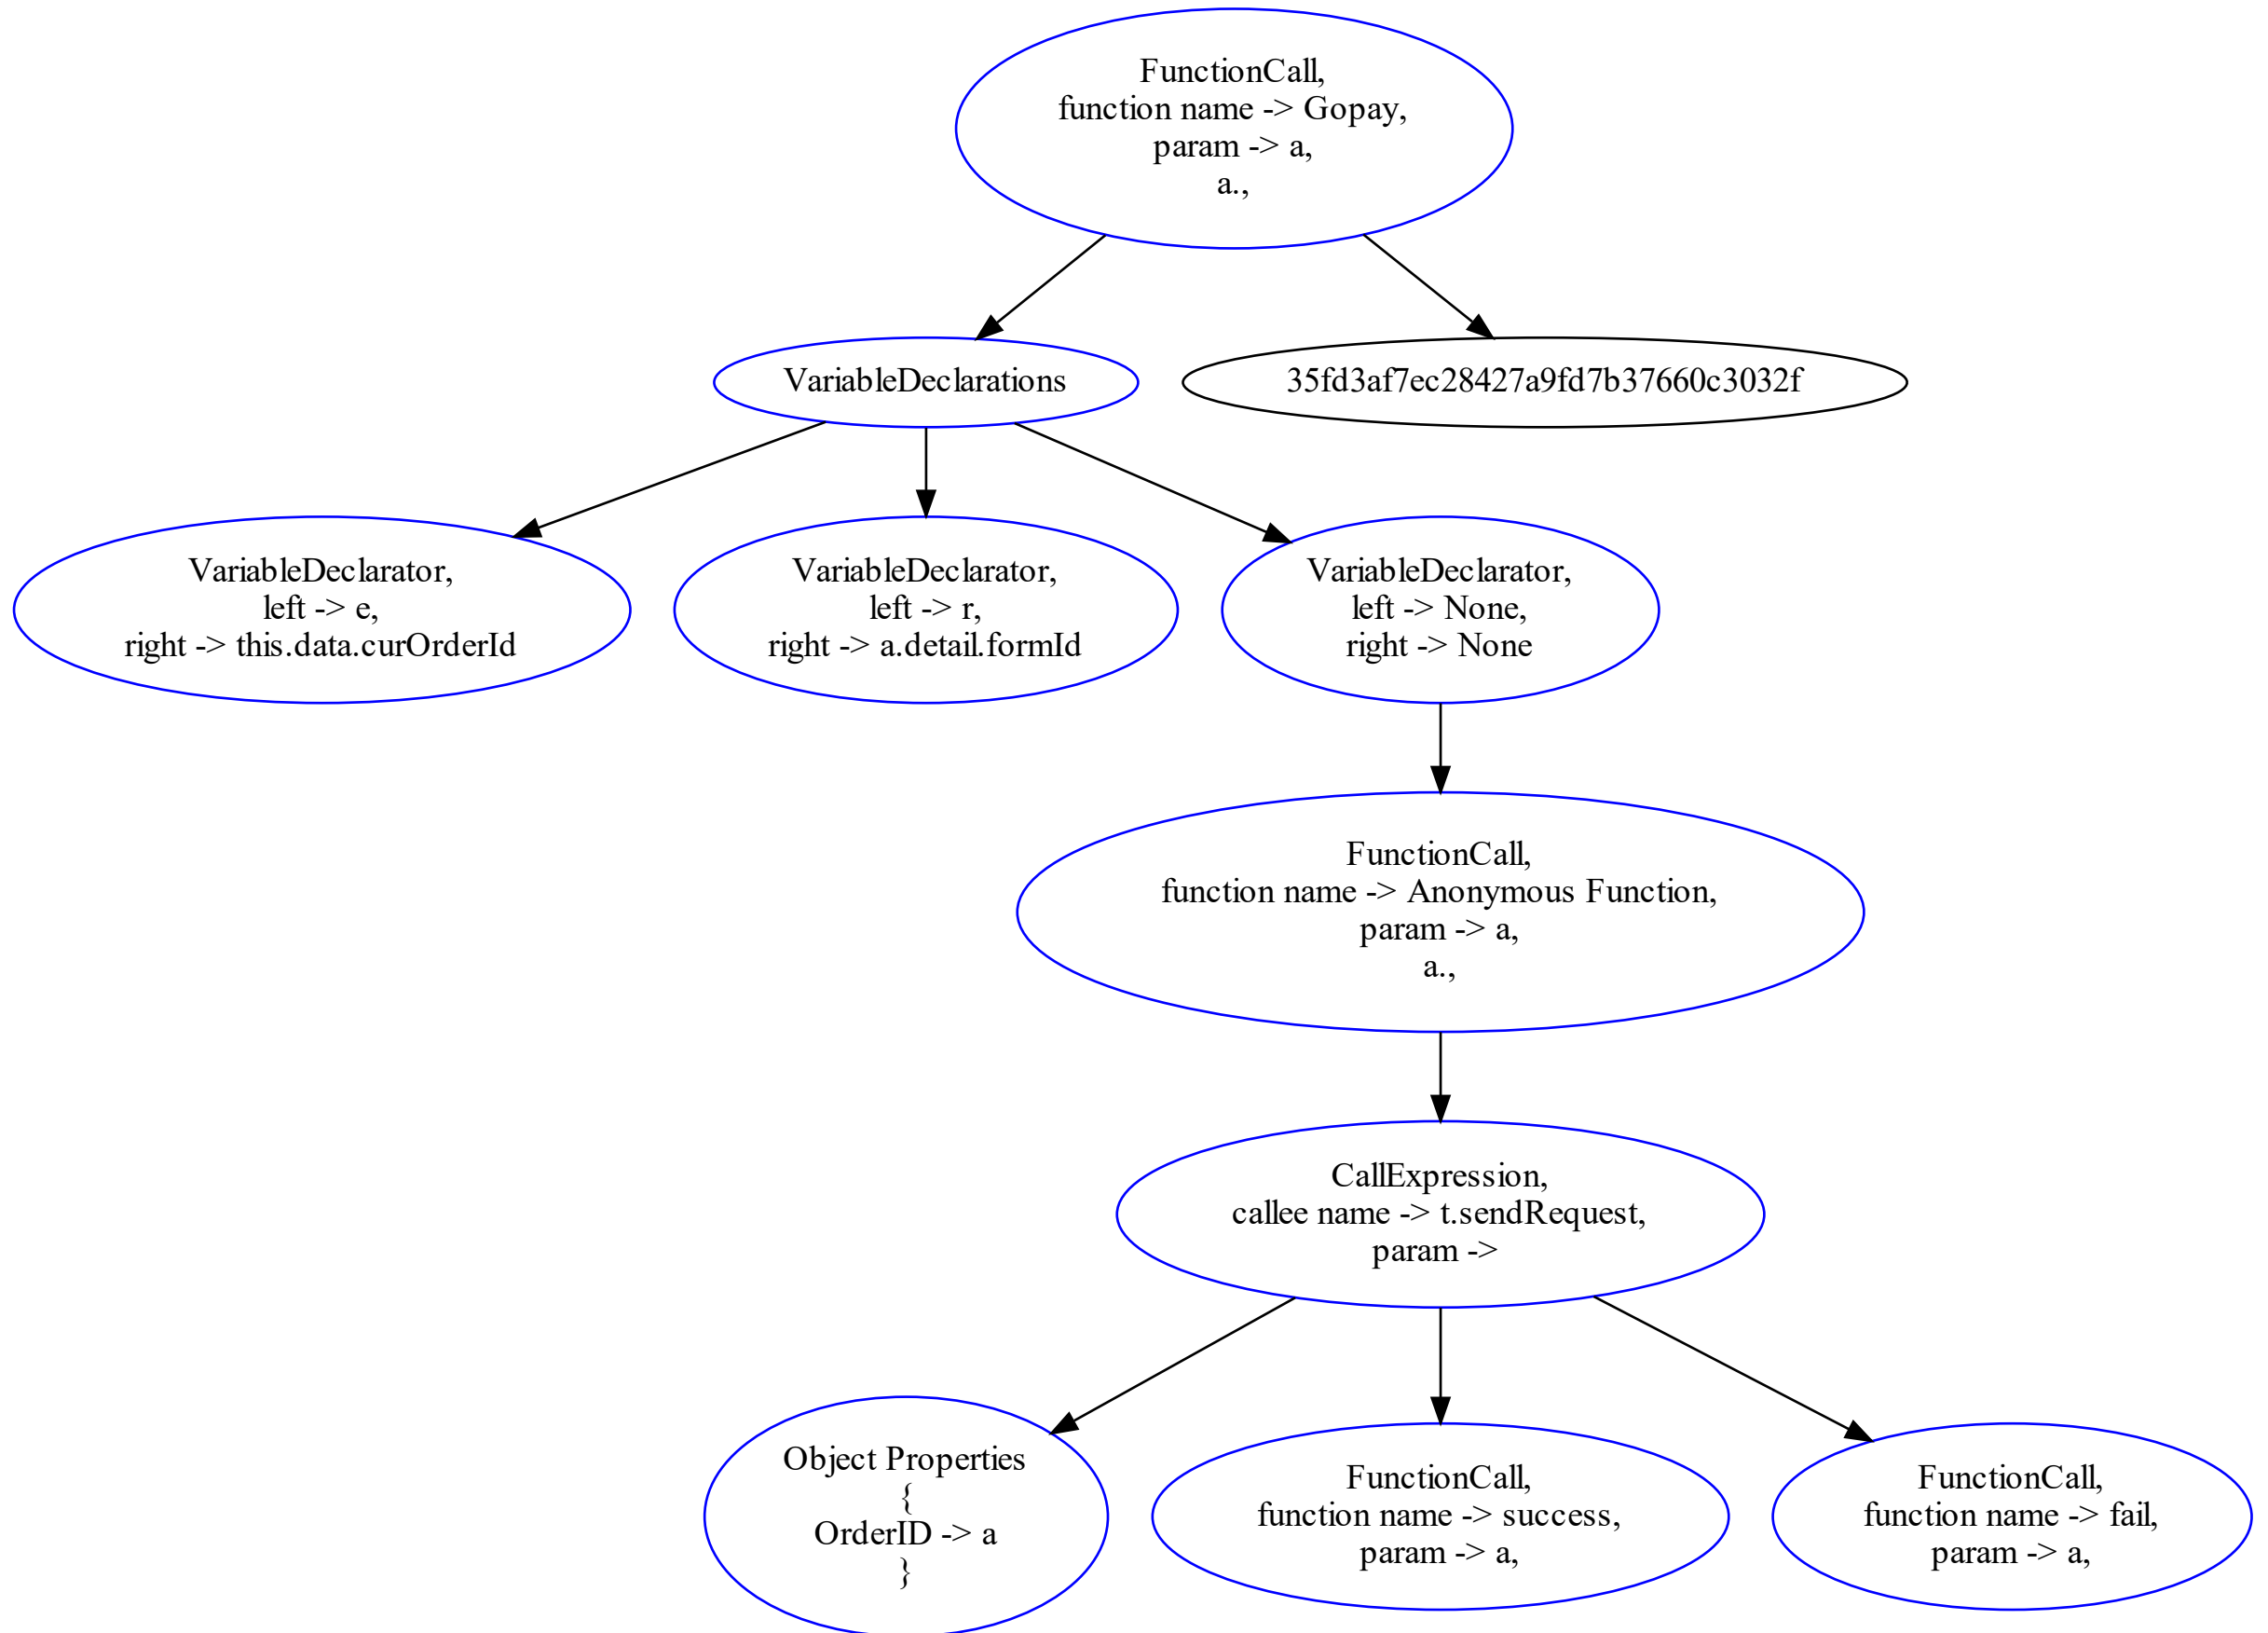 FunctionCall,
function name -> Gopay,
param -> a,
a.,
VariableDeclarations
35fd3af7ec28427a9fd7b37660c3032f
VariableDeclarator,
left -> e,
right -> this.data.curOrderId
VariableDeclarator,
left -> r,
right -> a.detail.formId
VariableDeclarator,
left -> None,
right -> None
FunctionCall,
function name -> Anonymous Function,
param -> a,
a.,
CallExpression,
callee name -> t.sendRequest,
param ->
Object Properties
{
OrderID -> a
}
FunctionCall,
function name -> success,
param -> a,
FunctionCall,
function name -> fail,
param -> a,